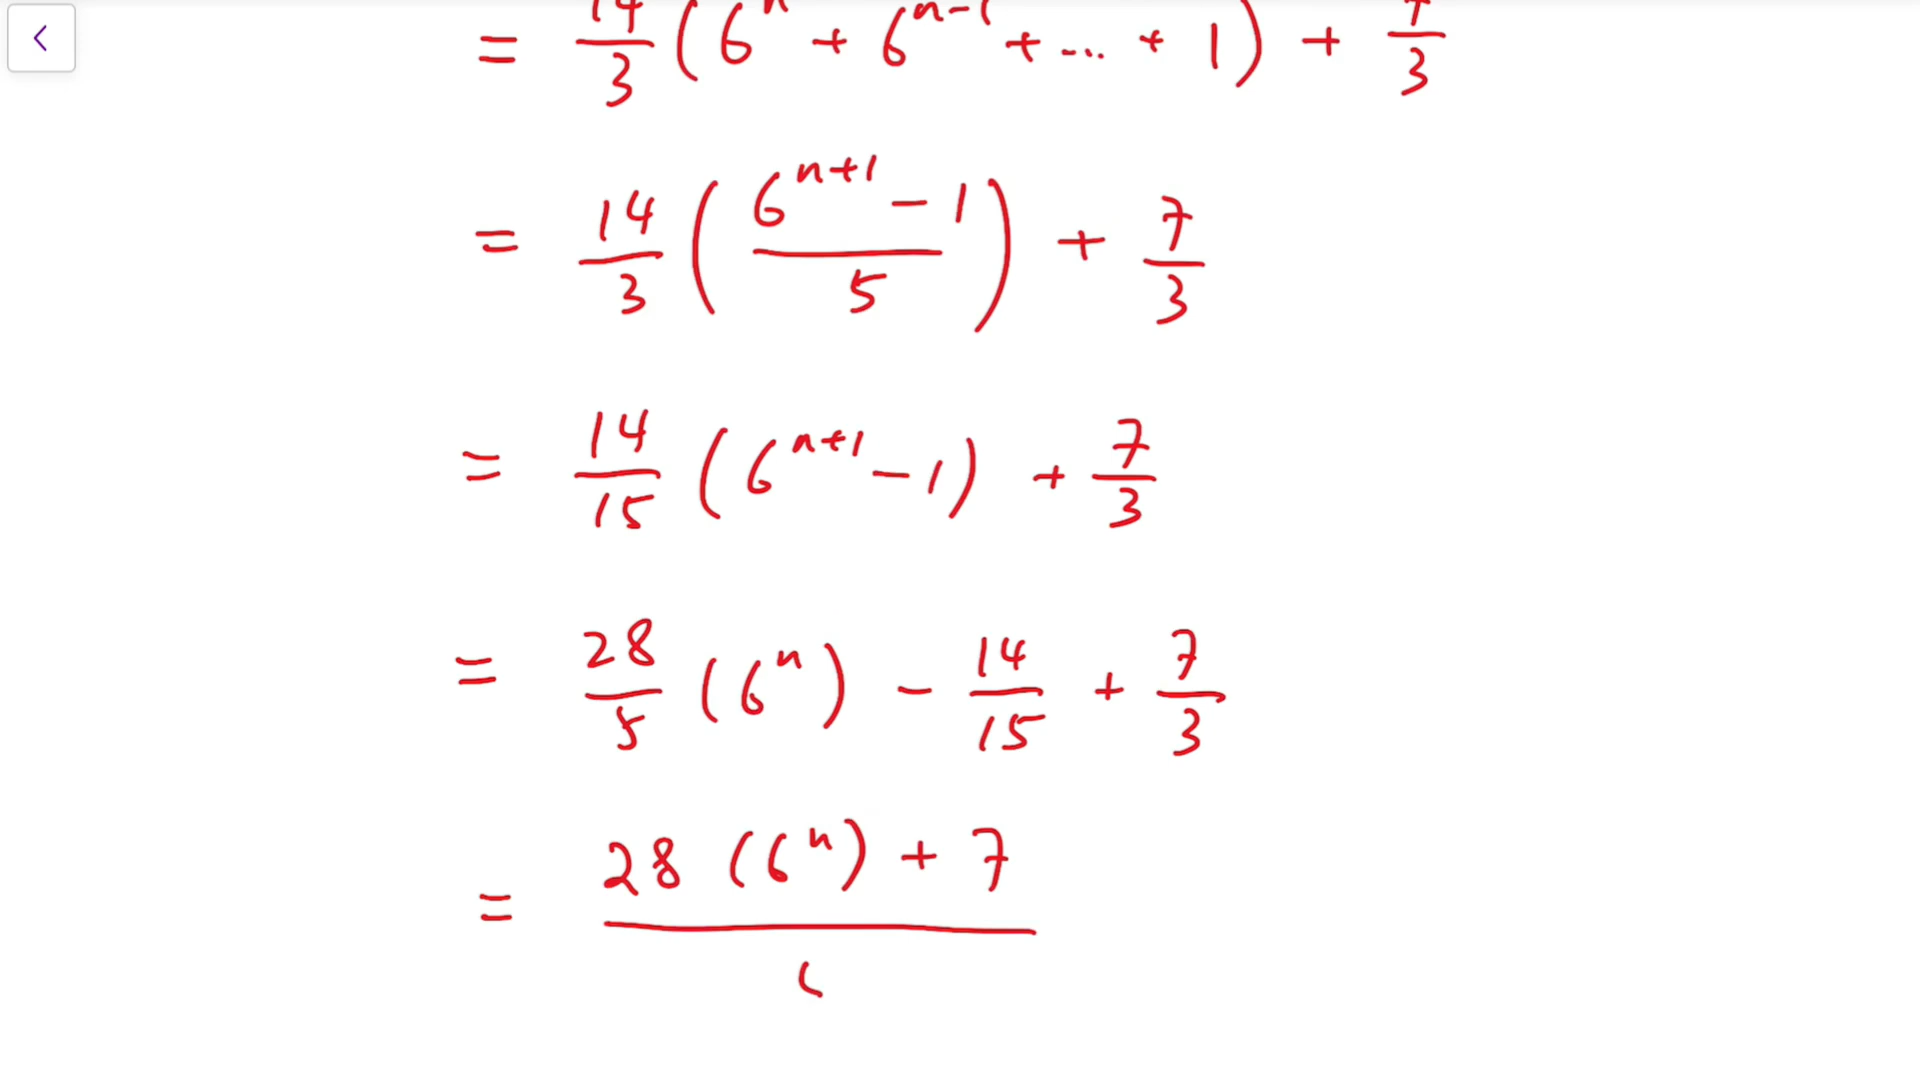 = 14/3 (6^n + 6^(n-1) + ... + 1) + 7/3
= 14/3 ( (6^(n+1) - 1)/5 ) + 7/3
= 14/15 (6^(n+1) - 1) + 7/3
= 28/5 (6^n) - 14/15 + 7/3
= (28 (6^n) + 7)/